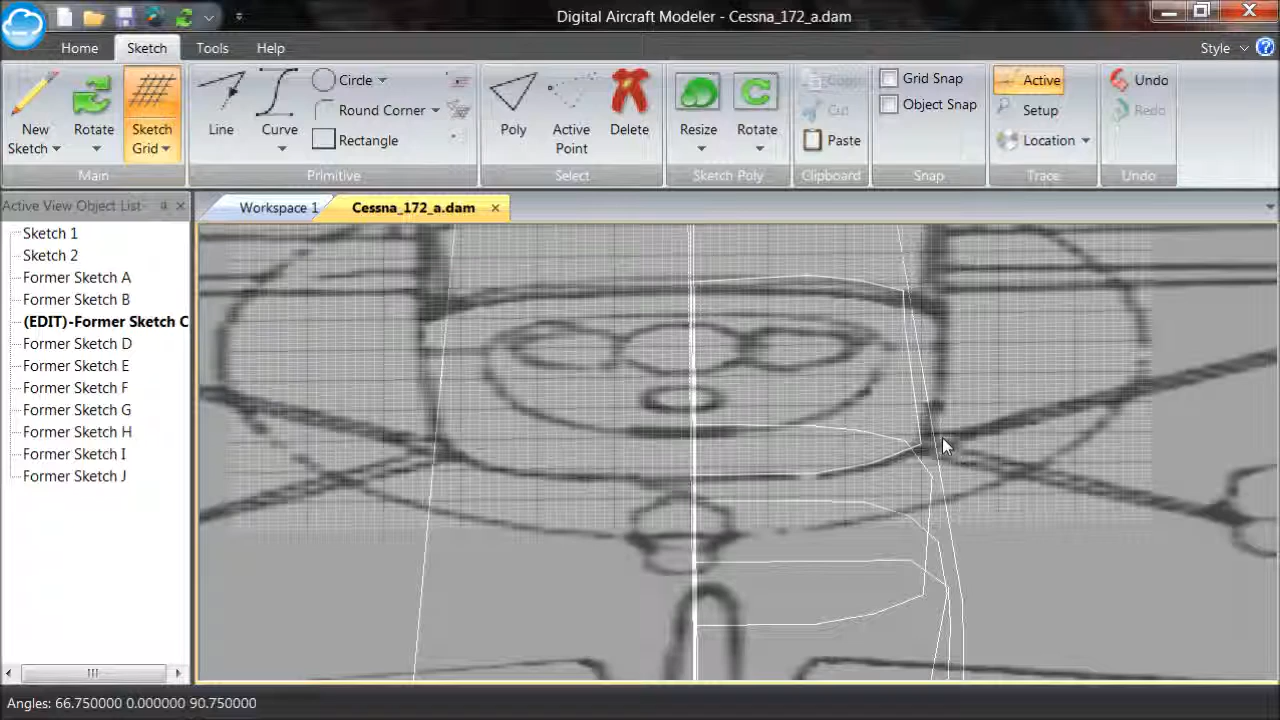 Digital Aircraft Modeler - Cessna_172_a.dam
Home Sketch Tools Help Style
New Sketch
Rotate
Sketch Grid
Main
Line
Curve
Circle
Round Corner
Rectangle
Primitive
Poly
Active Point
Delete
Select
Resize
Rotate
Sketch Poly
Copy
Cut
Paste
Clipboard
Grid Snap
Object Snap
Snap
Active
Setup
Location
Trace
Undo
Redo
Undo
Active View Object List
Workspace 1
Cessna_172_a.dam
Sketch 1
Sketch 2
Former Sketch A
Former Sketch B
(EDIT)-Former Sketch C
Former Sketch D
Former Sketch E
Former Sketch F
Former Sketch G
Former Sketch H
Former Sketch I
Former Sketch J
Angles: 66.750000 0.000000 90.750000